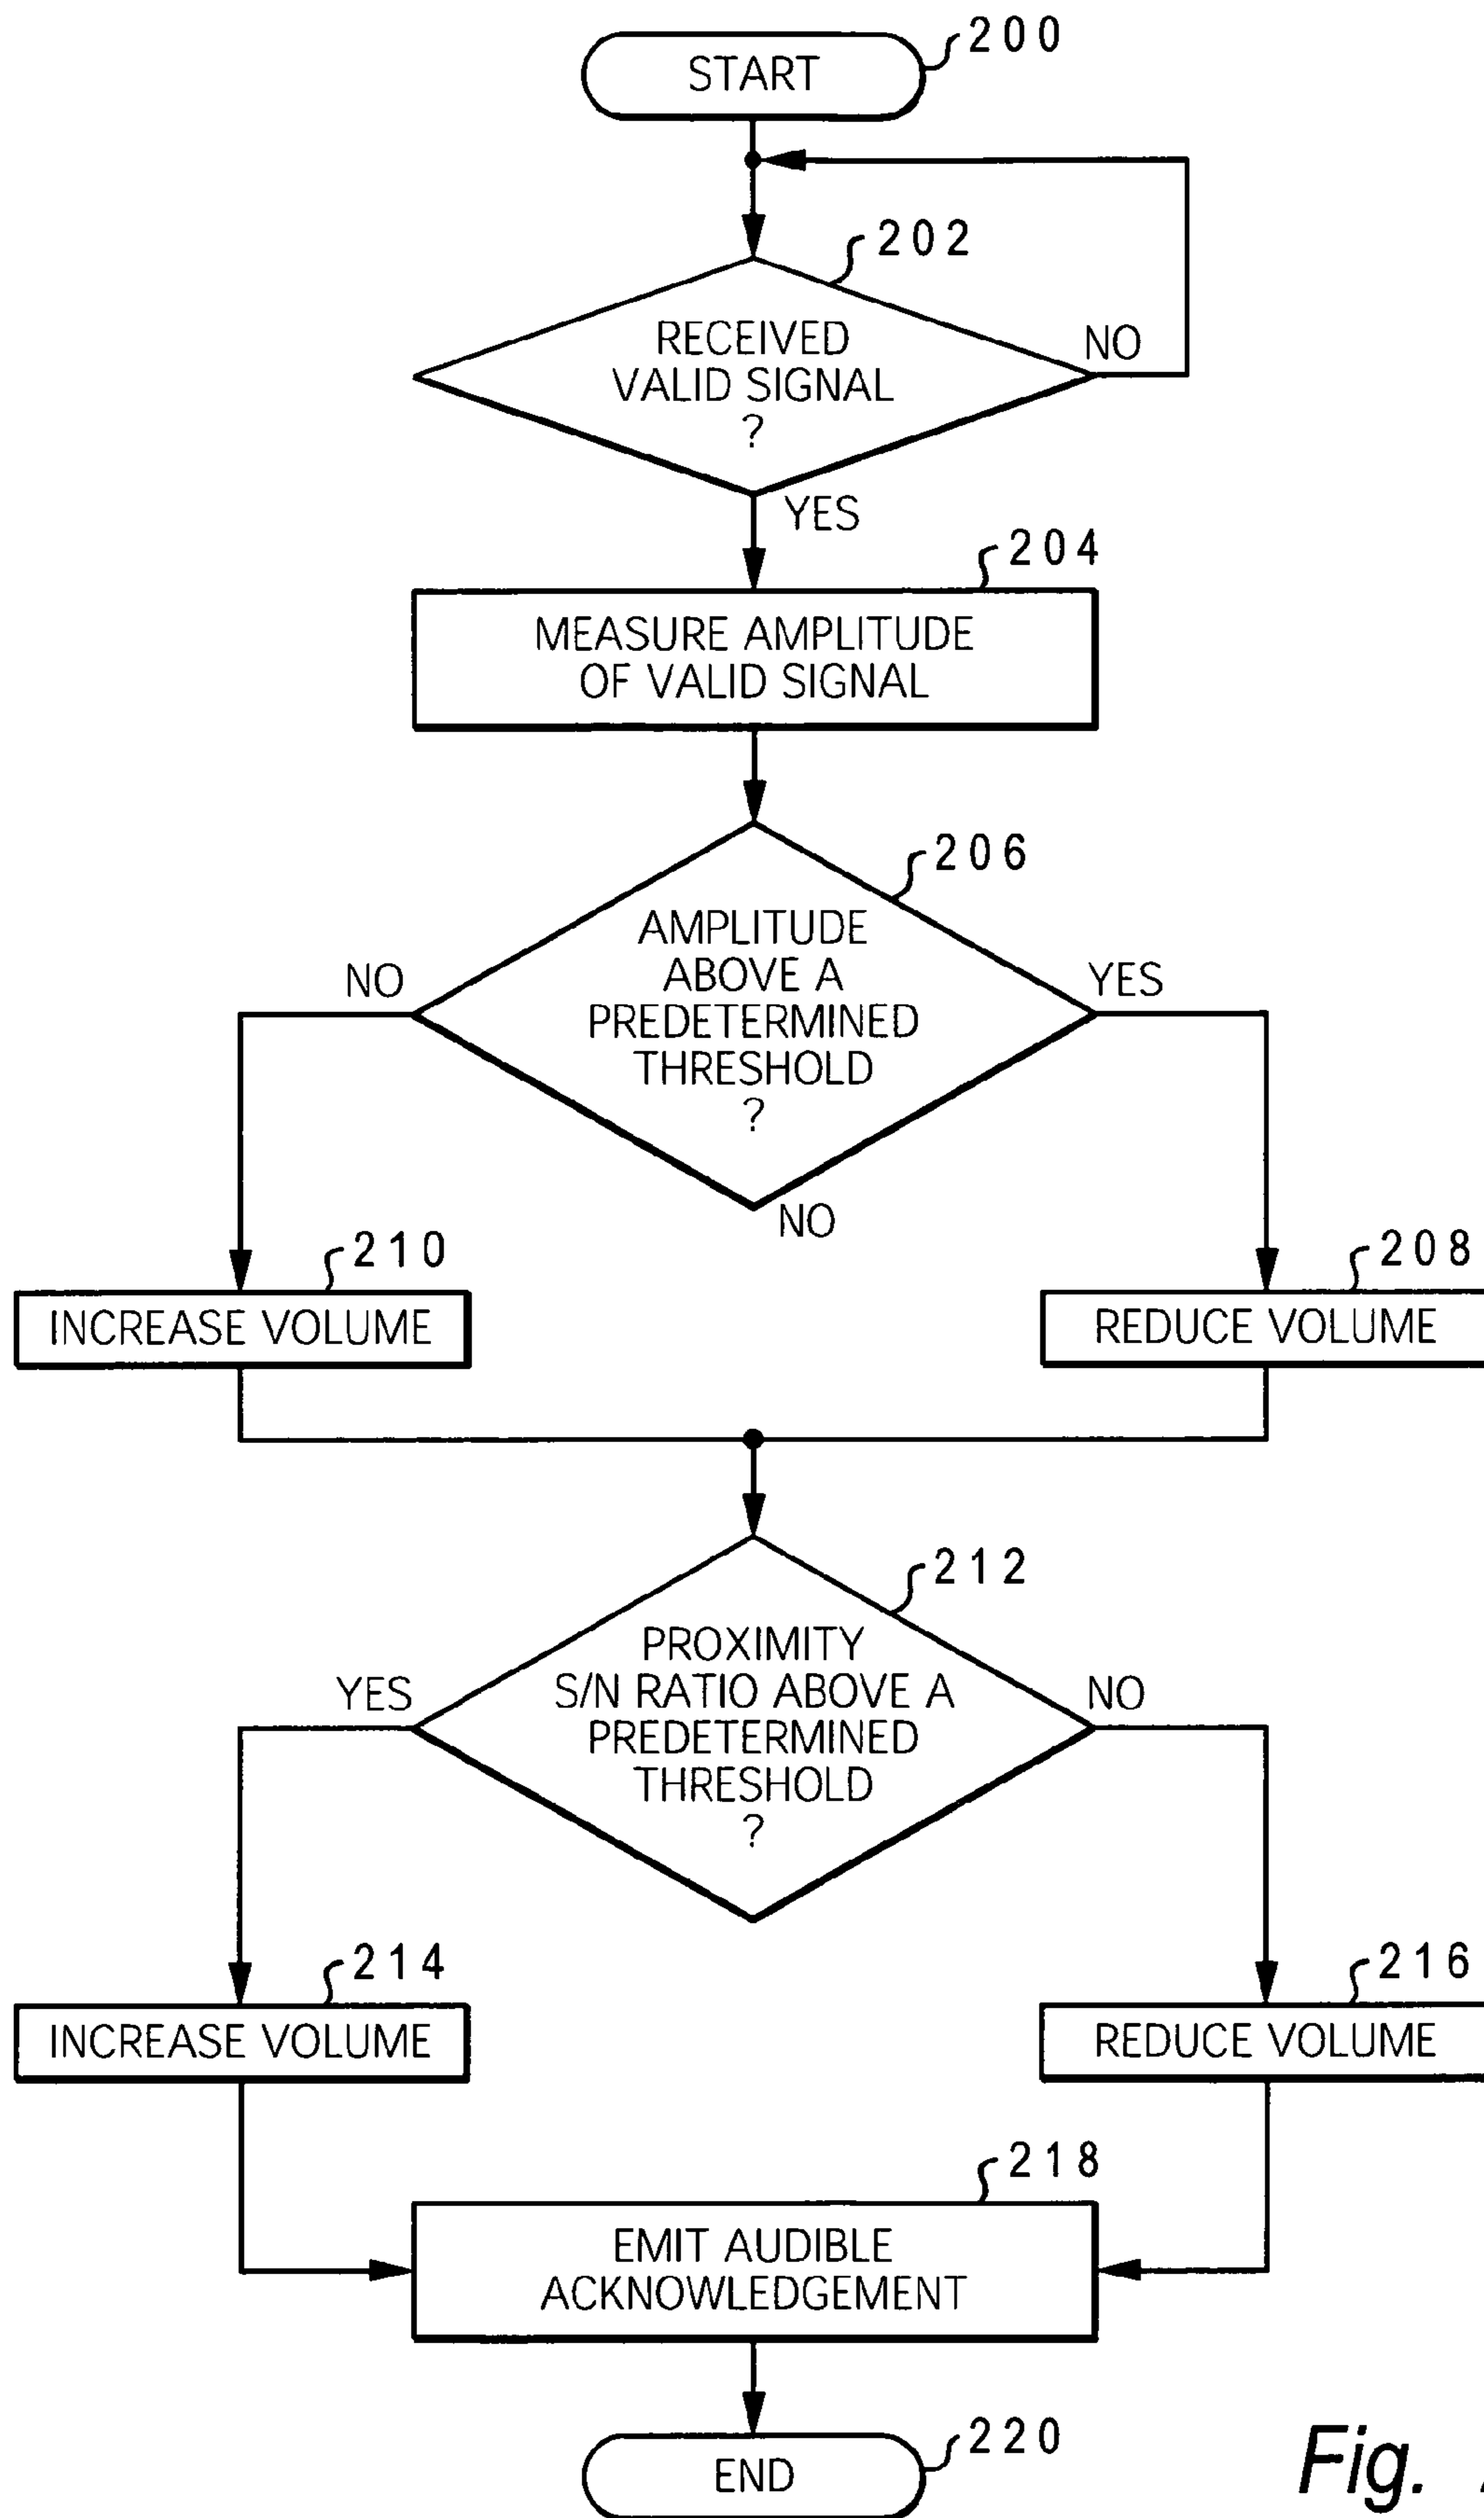 START
200
202
RECEIVED
VALID SIGNAL
?
NO
YES
204
MEASURE AMPLITUDE
OF VALID SIGNAL
206
AMPLITUDE
ABOVE A
PREDETERMINED
THRESHOLD
?
NO
YES
NO
210
INCREASE VOLUME
208
REDUCE VOLUME
212
PROXIMITY
S/N RATIO ABOVE A
PREDETERMINED
THRESHOLD
?
YES
NO
214
INCREASE VOLUME
216
REDUCE VOLUME
218
EMIT AUDIBLE
ACKNOWLEDGEMENT
220
END
Fig.